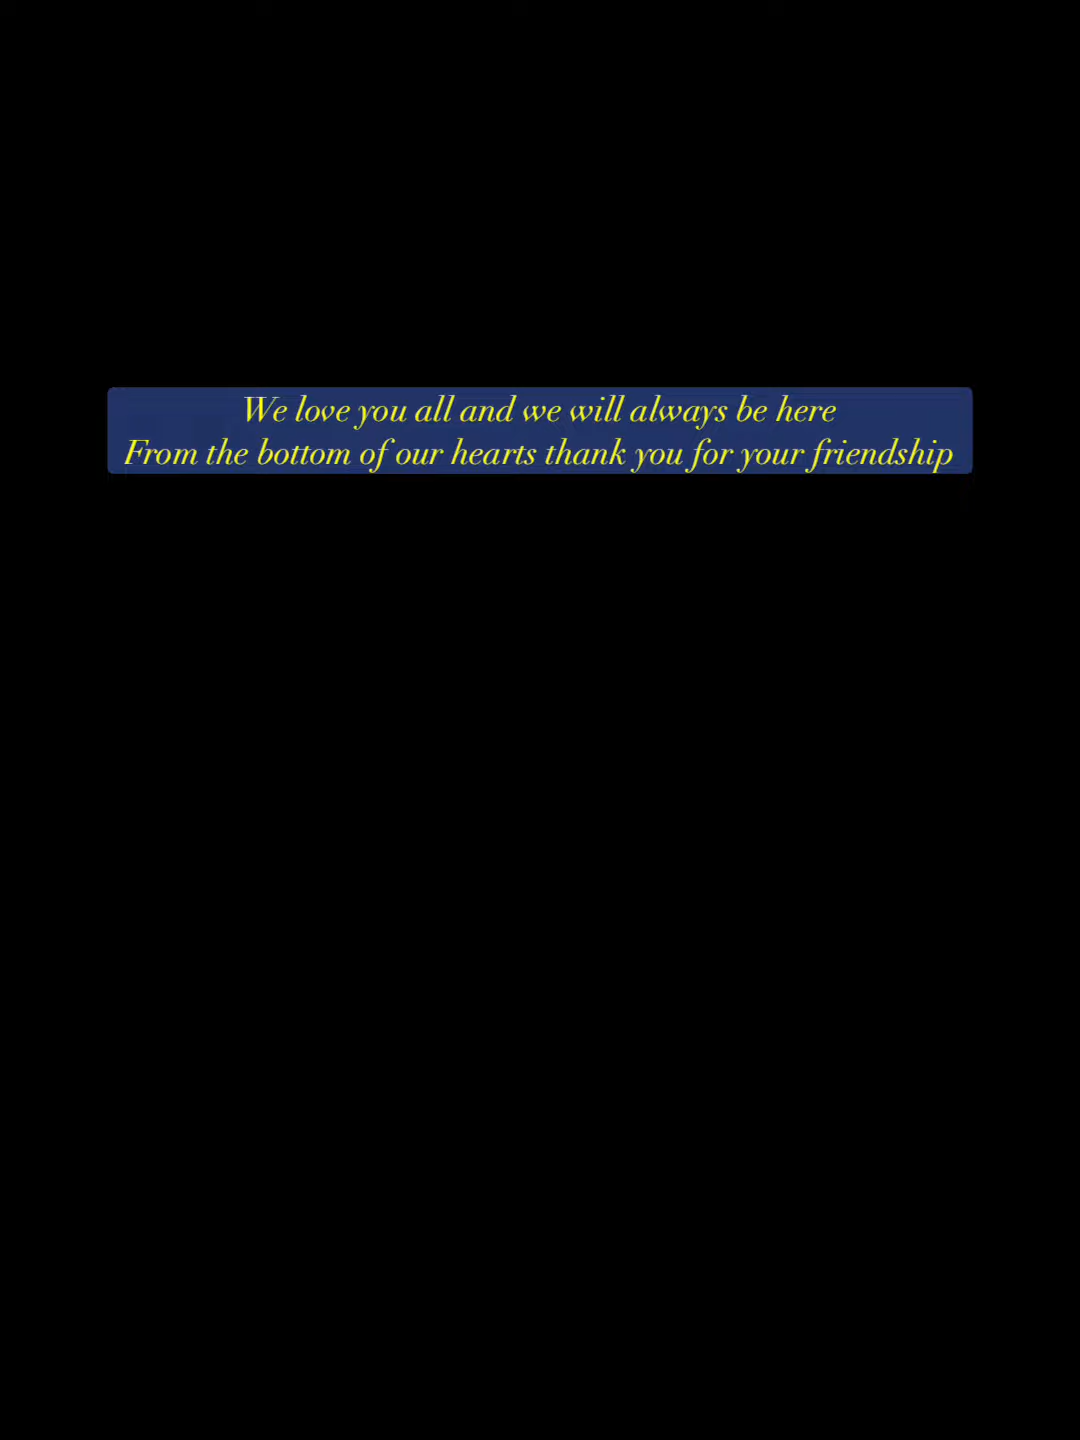 We love you all and we will always be here
From the bottom of our hearts thank you for your friendship